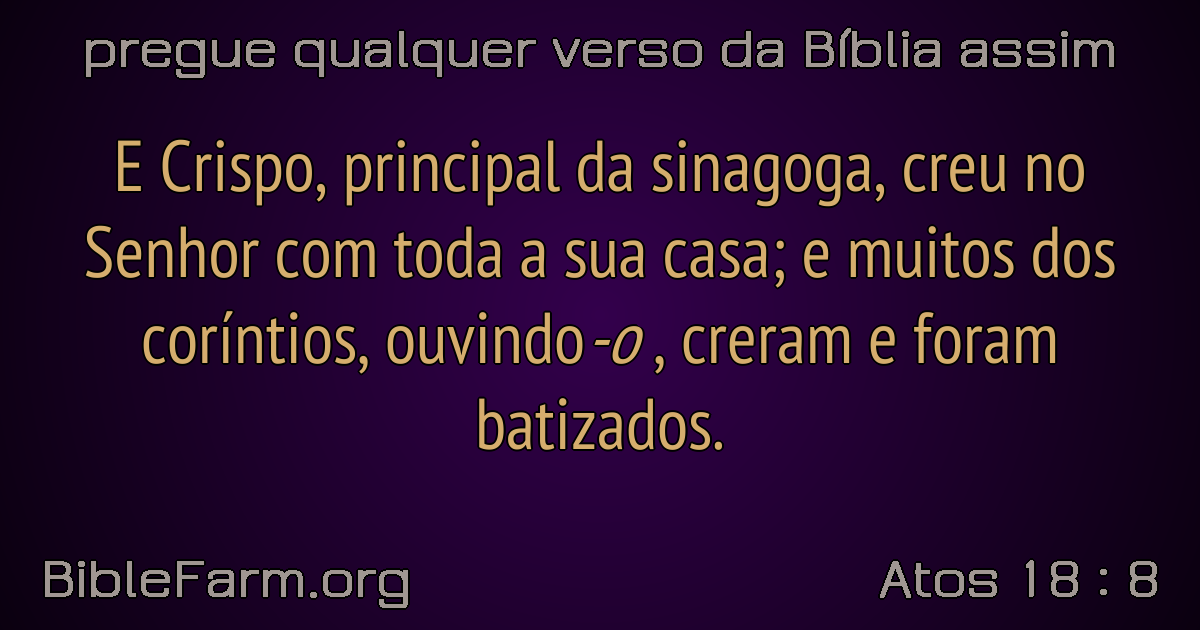 pregue qualquer verso da Bíblia assim
E Crispo, principal da sinagoga, creu no
Senhor com toda a sua casa; e muitos dos
coríntios, ouvindo-o , creram e foram
batizados.
BibleFarm.org
Atos 18 : 8